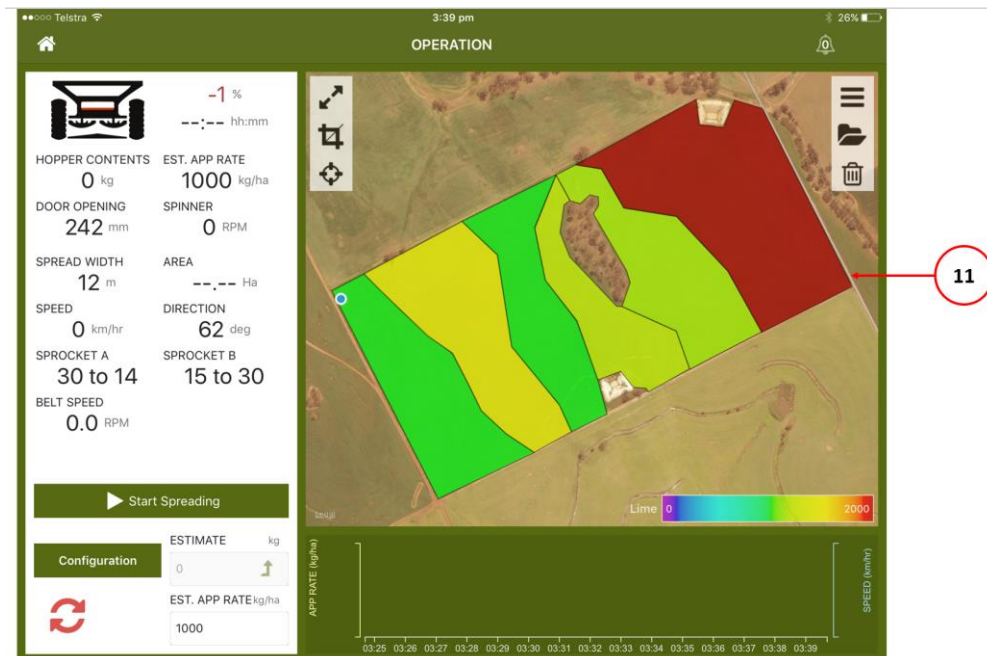 Telstra 3:39 pm 26%
OPERATION 0
-1 %
--:-- hh:mm
HOPPER CONTENTS EST. APP RATE
0 kg 1000 kg/ha
DOOR OPENING SPINNER
242 mm 0 RPM
SPREAD WIDTH AREA
12 m --.-- Ha
SPEED DIRECTION
0 km/hr 62 deg
SPROCKET A SPROCKET B
30 to 14 15 to 30
BELT SPEED
0.0 RPM
Start Spreading
Configuration
ESTIMATE kg
0
EST. APP RATE kg/ha
1000
11
Lime 0 2000
APP RATE (kg/ha)
SPEED (km/hr)
03:25 03:26 03:27 03:28 03:29 03:30 03:31 03:32 03:33 03:34 03:35 03:36 03:37 03:38 03:39